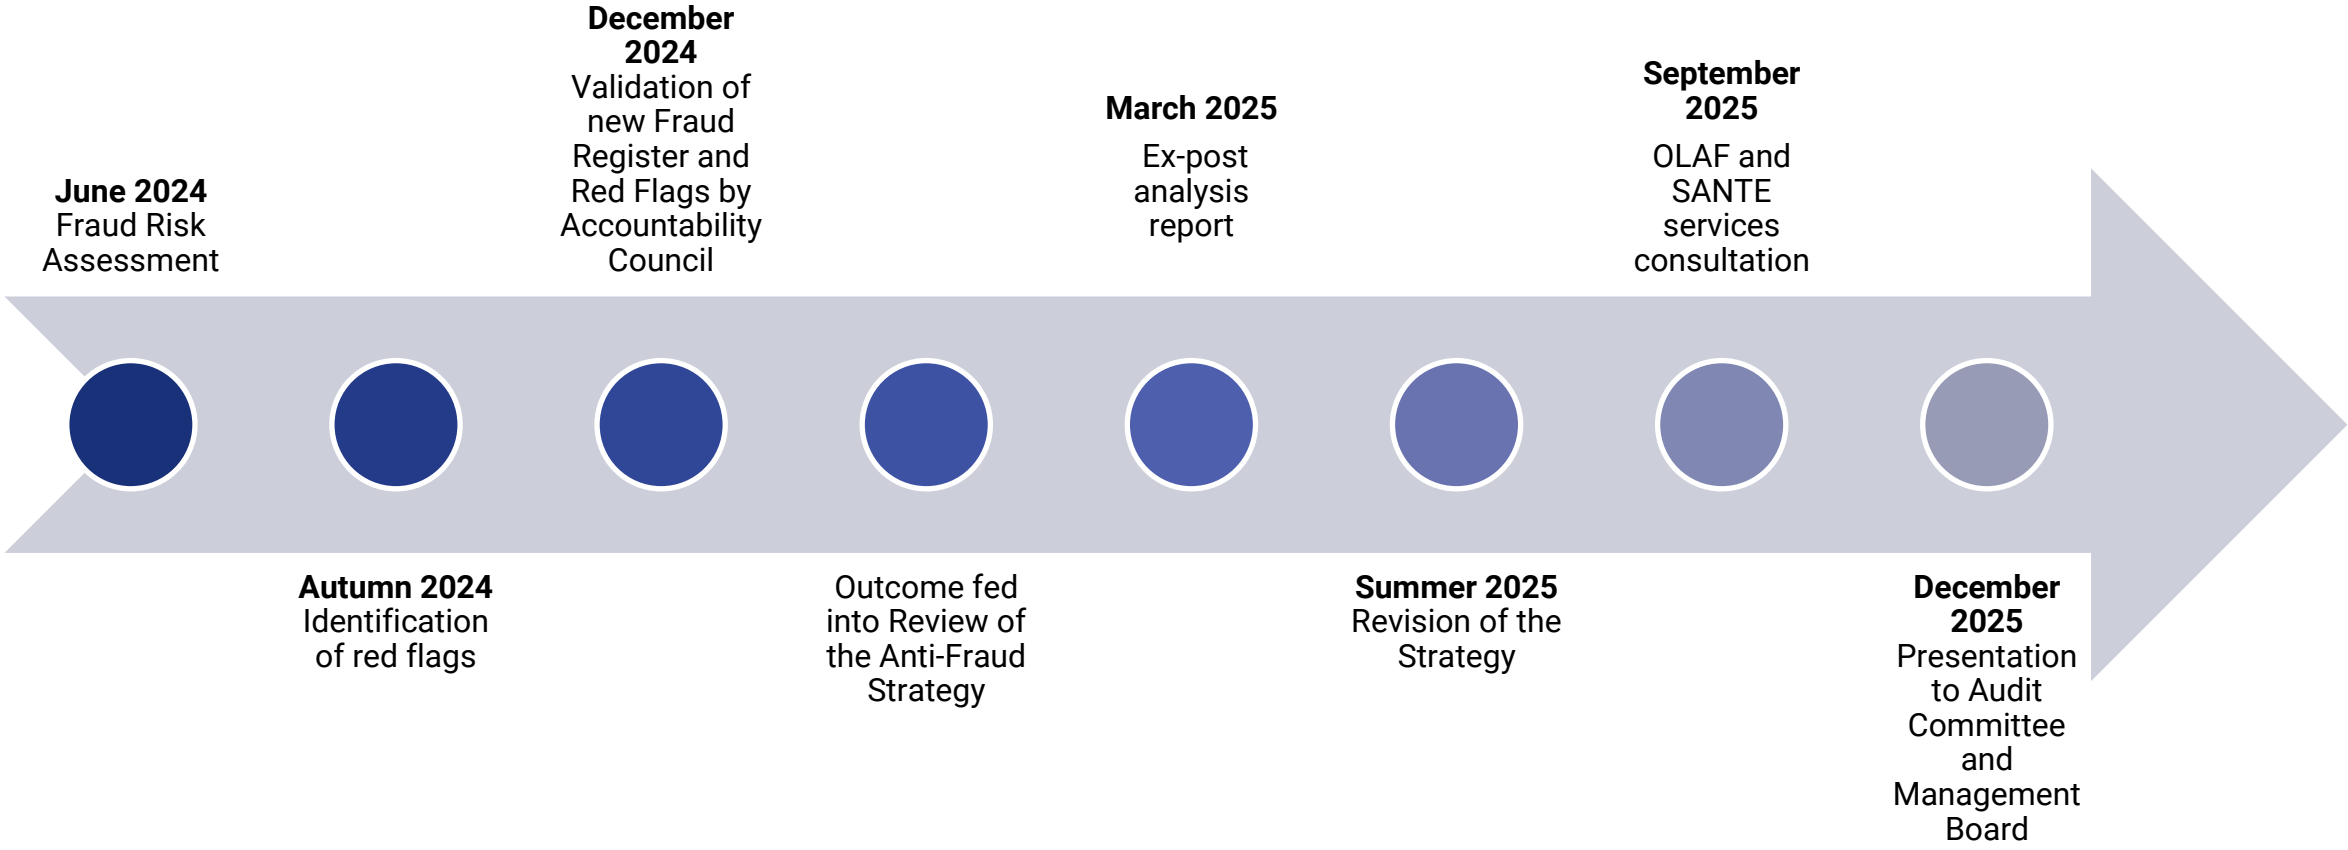 June 2024
Fraud Risk
Assessment
Autumn 2024
Identification
of red flags
December
2024
Validation of
new Fraud
Register and
Red Flags by
Accountability
Council
Outcome fed
into Review of
the Anti-Fraud
Strategy
March 2025
Ex-post
analysis
report
Summer 2025
Revision of the
Strategy
September
2025
OLAF and
SANTE
services
consultation
December
2025
Presentation
to Audit
Committee
and
Management
Board